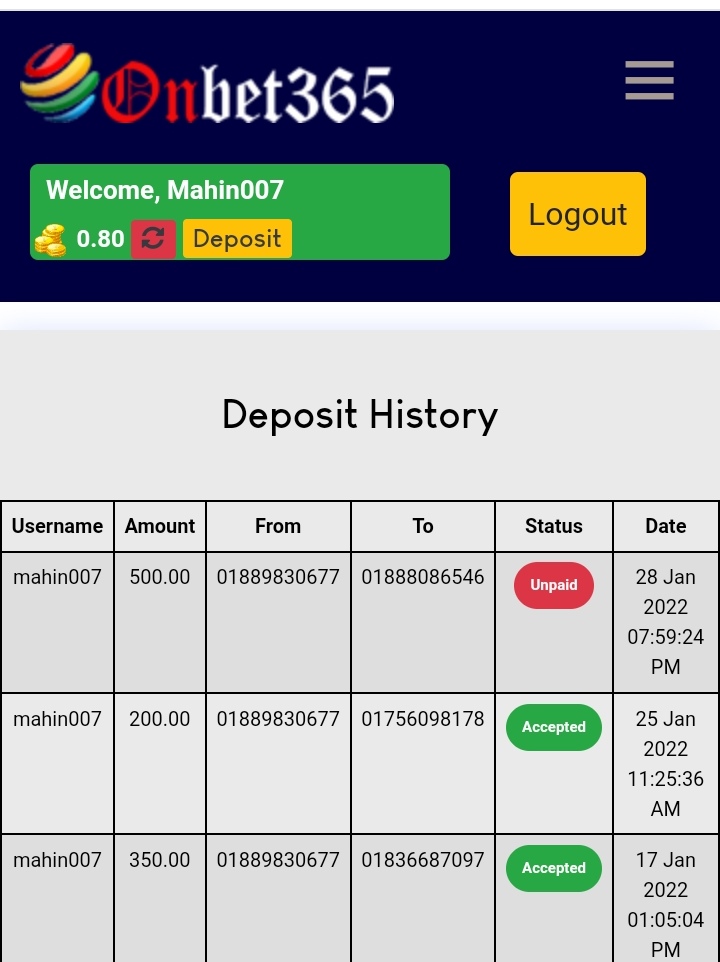 Onbet365
Welcome, Mahin007
0.80 Deposit
Logout
Deposit History
Username Amount From To Status Date
mahin007 500.00 01889830677 01888086546 Unpaid 28 Jan
2022
07:59:24
PM
mahin007 200.00 01889830677 01756098178 Accepted 25 Jan
2022
11:25:36
AM
mahin007 350.00 01889830677 01836687097 Accepted 17 Jan
2022
01:05:04
PM